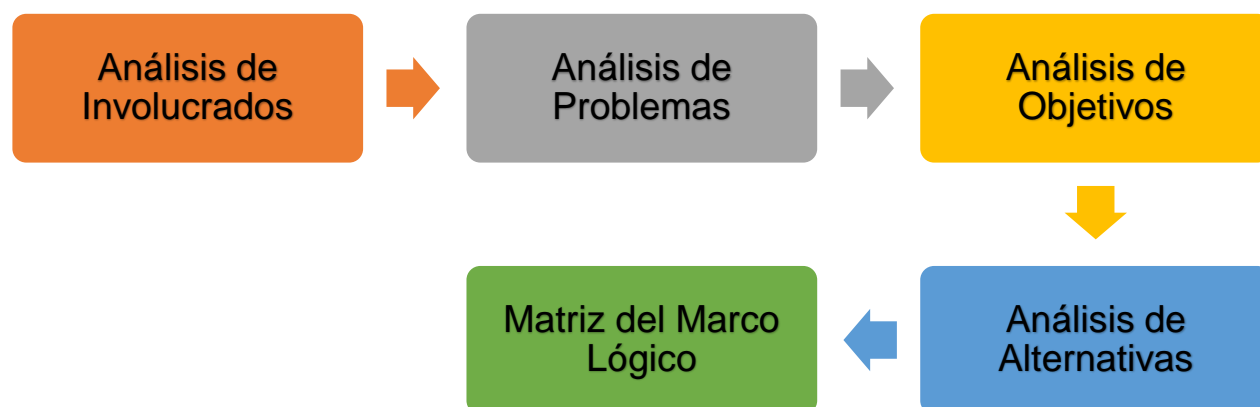 Análisis de
Involucrados
Análisis de
Problemas
Análisis de
Objetivos
Matriz del Marco
Lógico
Análisis de
Alternativas